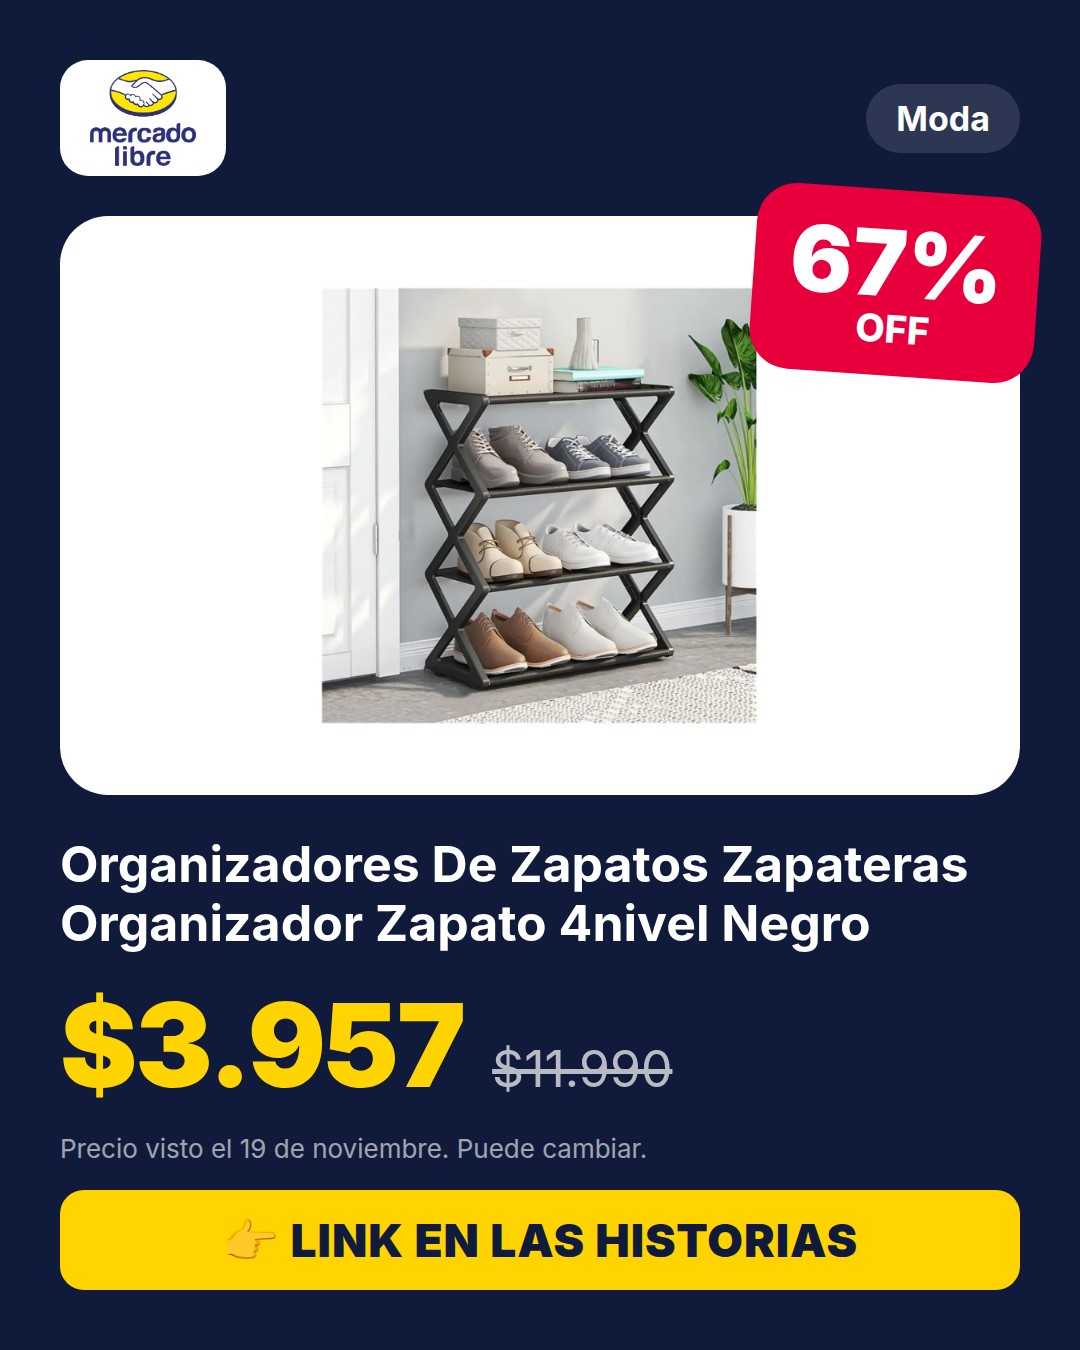 mercado
libre
Moda
67%
OFF
Organizadores De Zapatos Zapateras
Organizador Zapato 4nivel Negro
$3.957 $11.990
Precio visto el 19 de noviembre. Puede cambiar.
👉 LINK EN LAS HISTORIAS